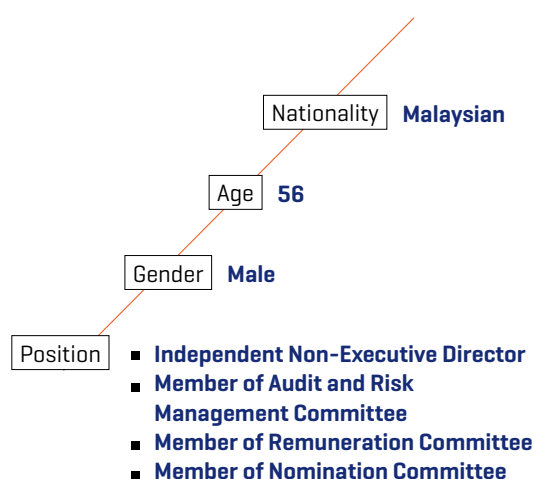 Nationality Malaysian
Age 56
Gender Male
Position
▪ Independent Non-Executive Director
▪ Member of Audit and Risk
Management Committee
▪ Member of Remuneration Committee
▪ Member of Nomination Committee